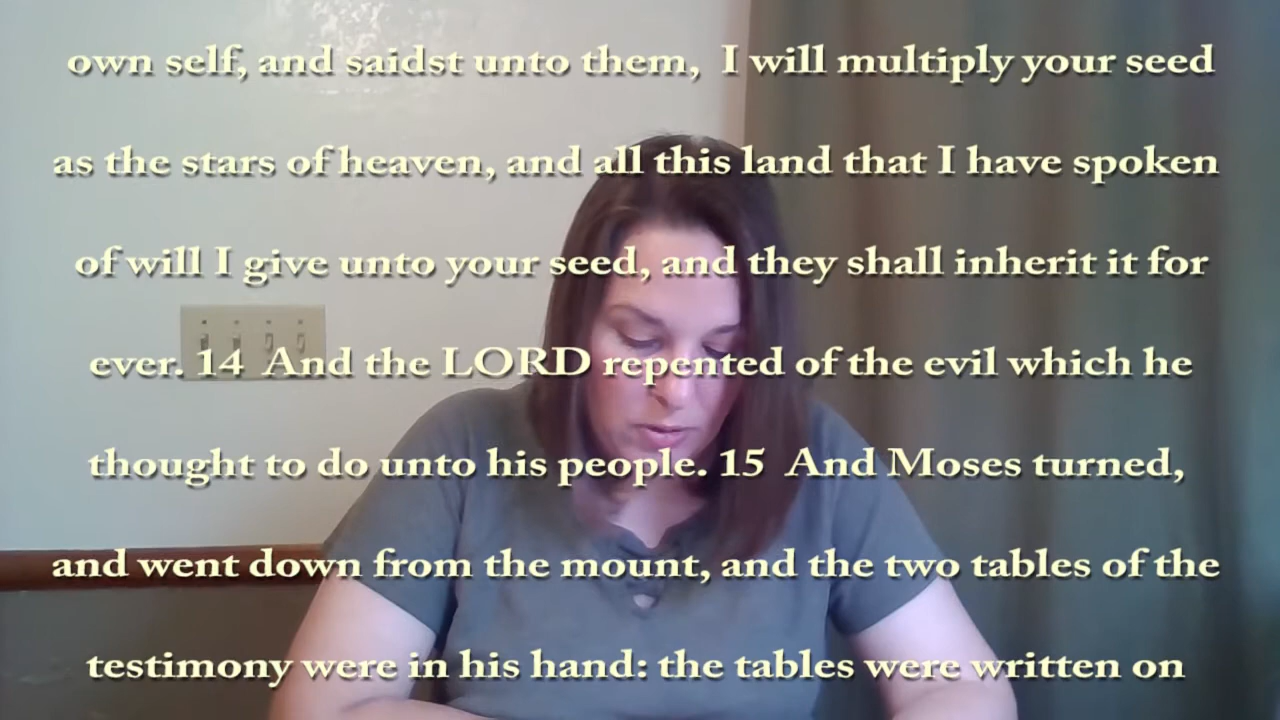 own self, and saidst unto them, I will multiply your seed
as the stars of heaven, and all this land that I have spoken
of will I give unto your seed, and they shall inherit it for
ever. 14 And the LORD repented of the evil which he
thought to do unto his people. 15 And Moses turned,
and went down from the mount, and the two tables of the
testimony were in his hand: the tables were written on